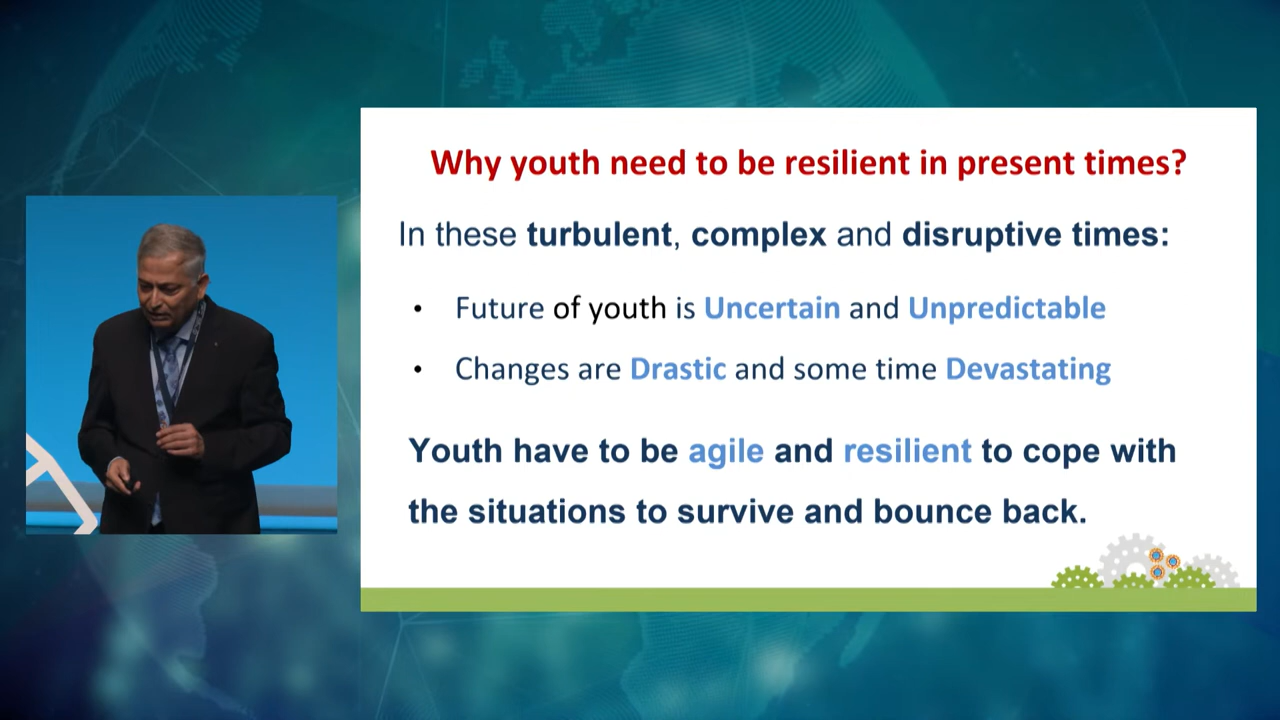 Why youth need to be resilient in present times?
In these turbulent, complex and disruptive times:
• Future of youth is Uncertain and Unpredictable
• Changes are Drastic and some time Devastating
Youth have to be agile and resilient to cope with
the situations to survive and bounce back.